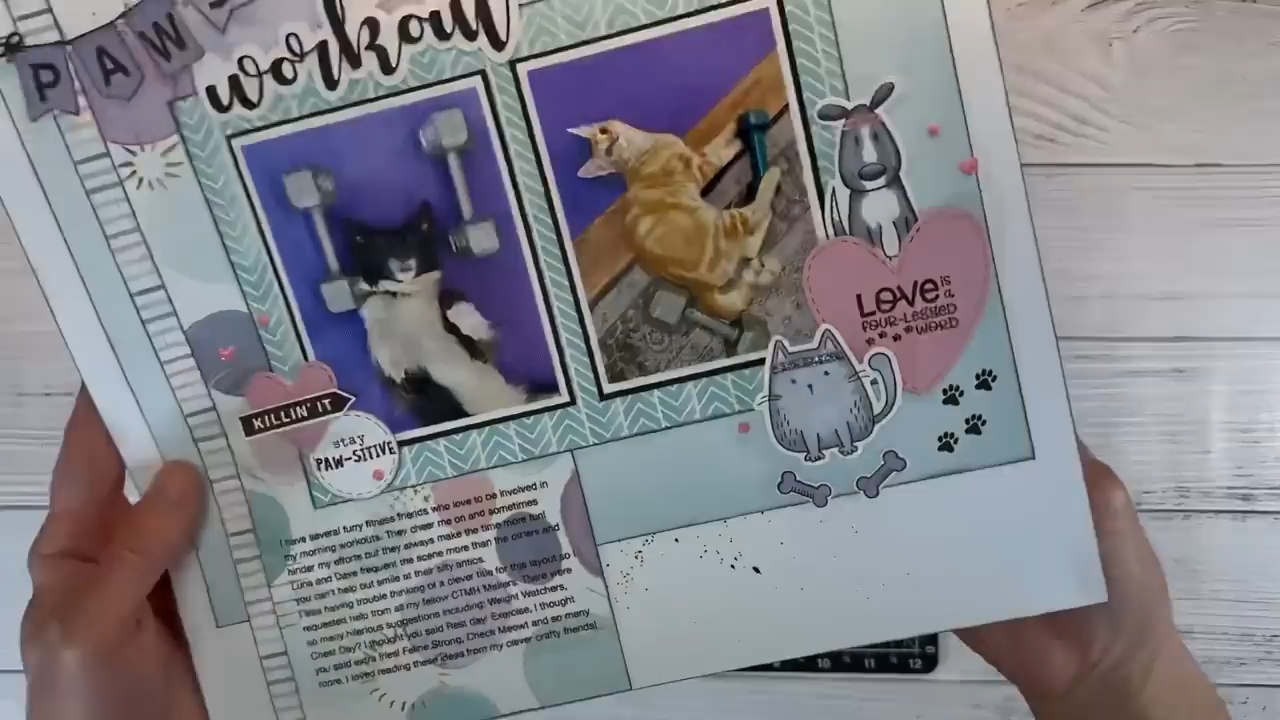 PAW
workout
LOVE is a
FOUR-LEGGED
WORD
KILLIN' IT
stay
PAW-SITIVE
I have several furry fitness friends who love to be involved in
my morning workouts. They cheer me on and sometimes
hinder my efforts but they always make the time more fun!
Luna and Dave frequent the scene more than the others and
you can't help but smile at their silly antics.
I was having trouble thinking of a clever title for this layout so
requested help from all my fellow CTMH Makers. There were
so many hilarious suggestions including: Weight Watchers,
Chest Day? I thought you said Rest day! Exercise, I thought
you said extra fries! Feline Strong, Check Meowt and so many
more. I loved reading these ideas from my clever crafty friends!
10 11 12